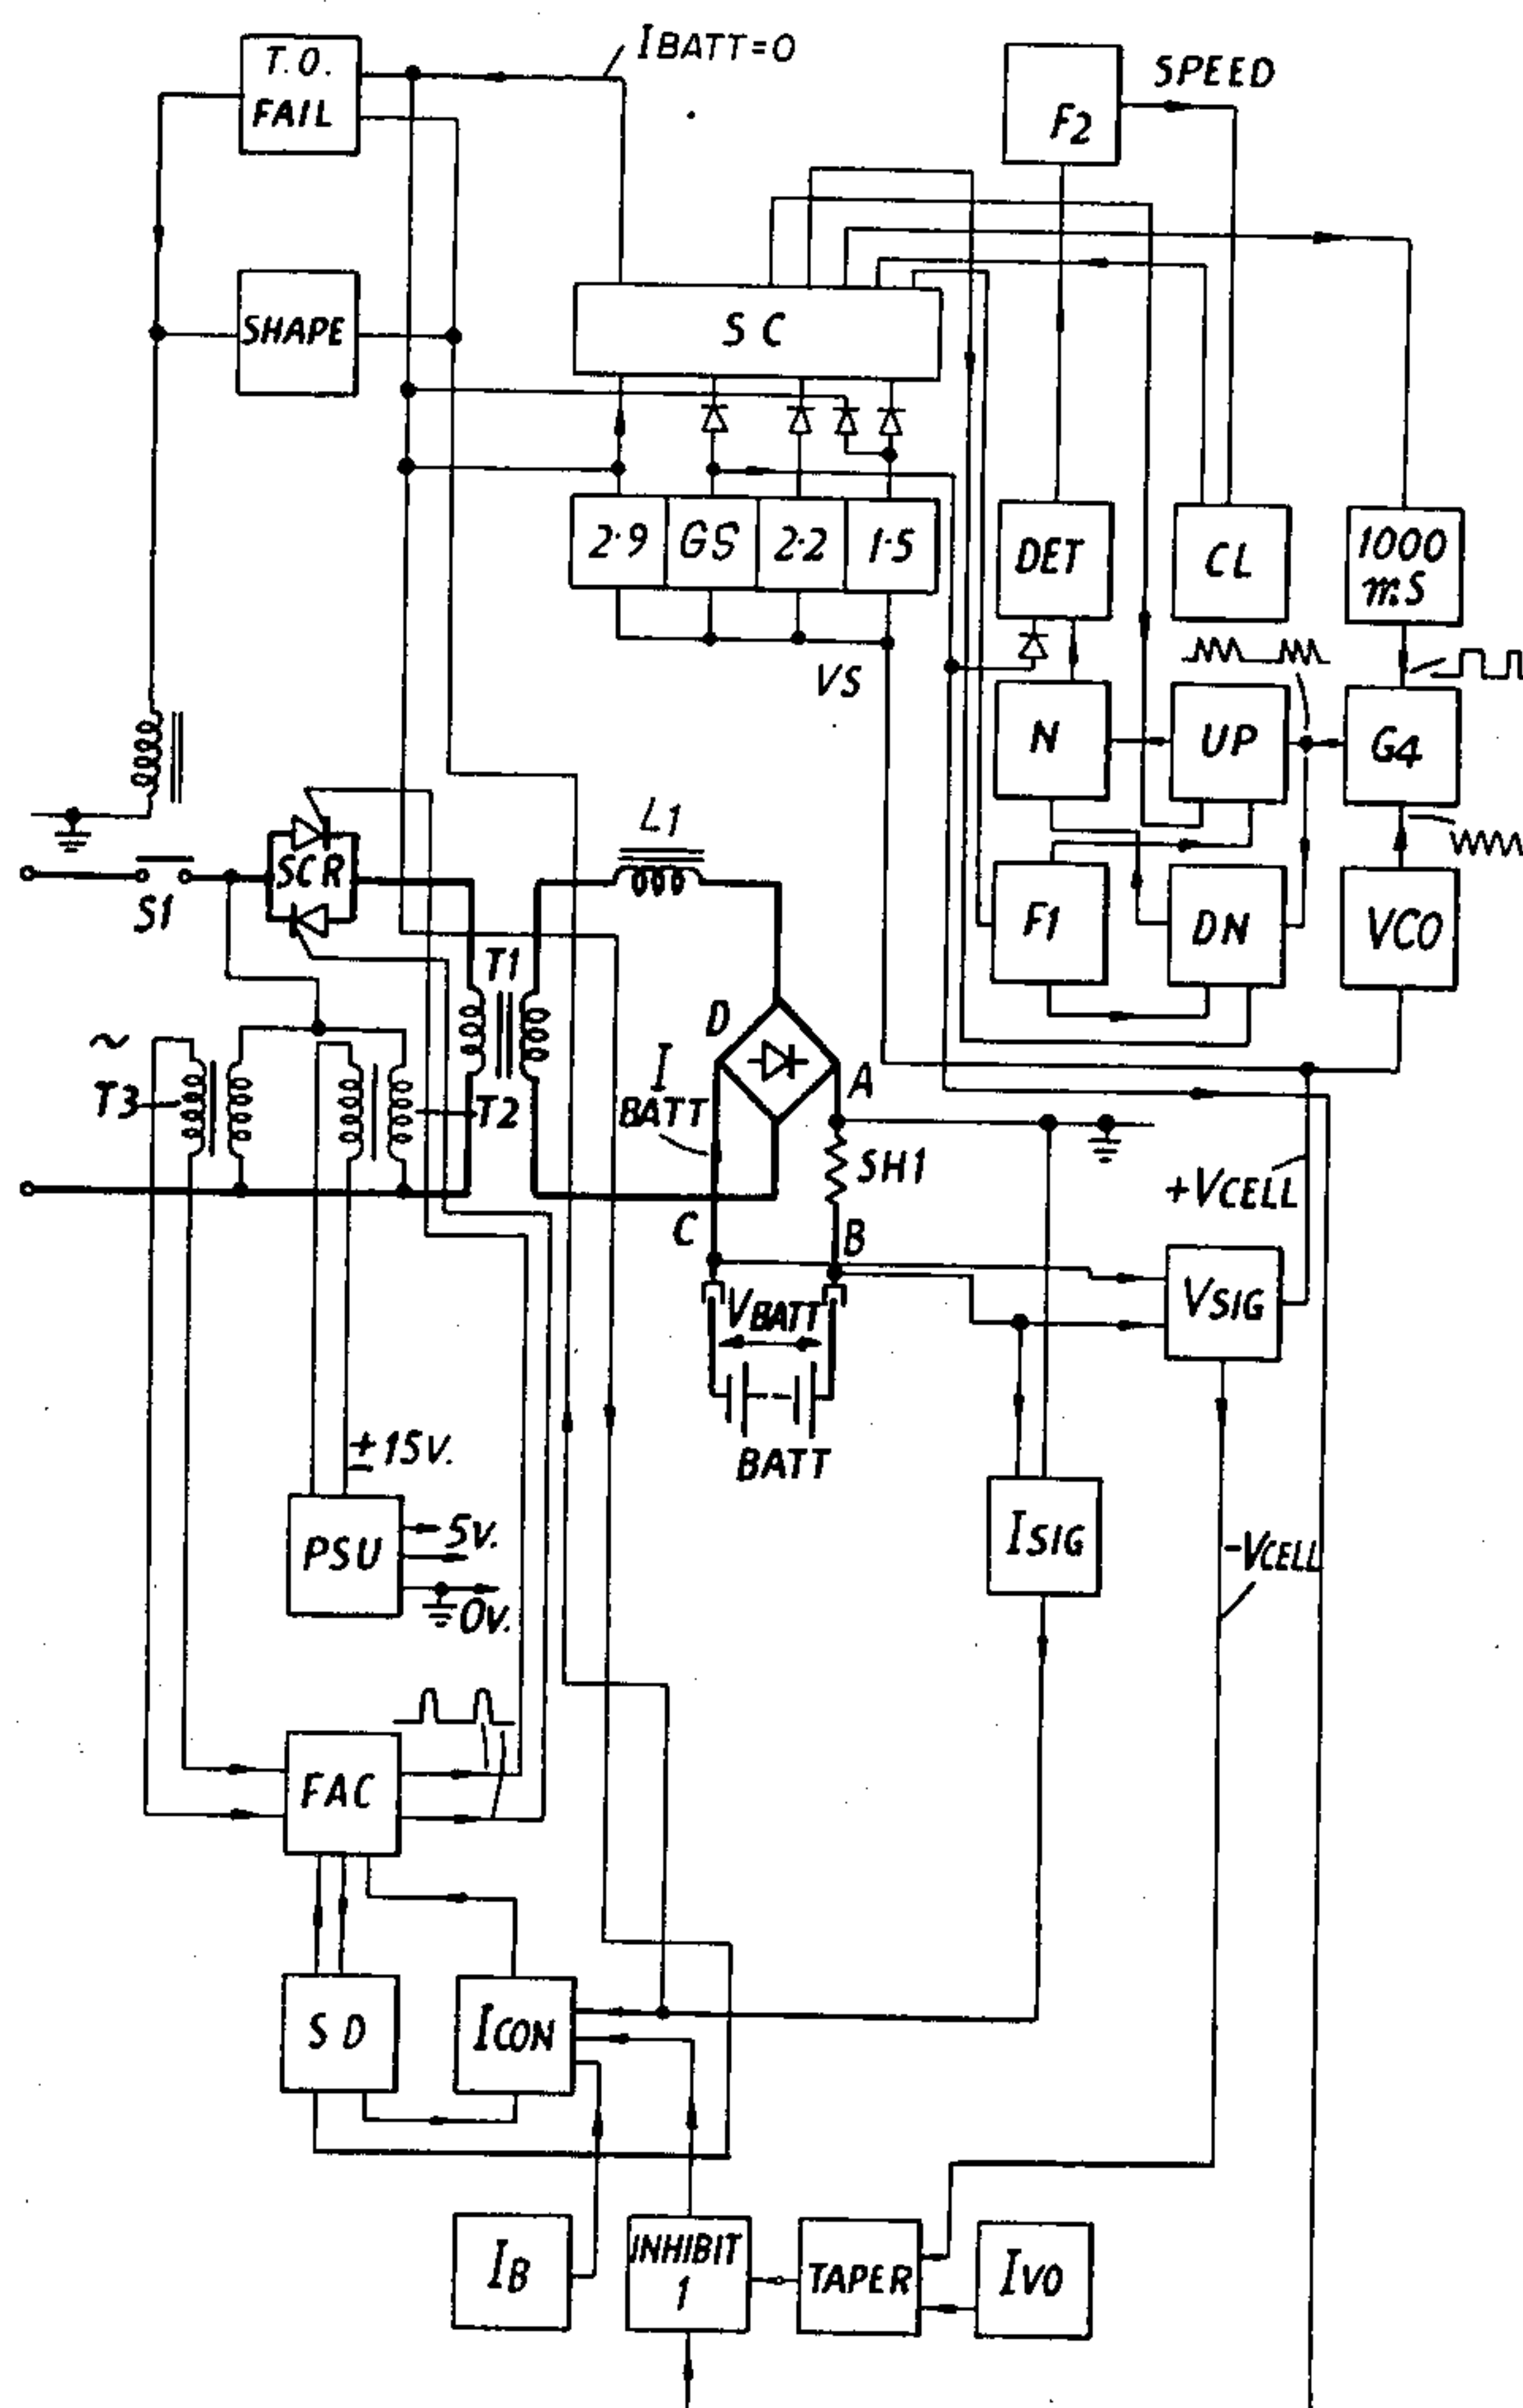 T.O.
FAIL
IBATT=0
F2
SPEED
SHAPE
S C
2·9
GS
2·2
1·5
DET
CL
1000
mS
VS
N
UP
G4
L1
SCR
S1
F1
DN
VCO
T1
D
I
BATT
A
~
T3
T2
SH1
+VCELL
C
B
VBATT
VSIG
BATT
±15V.
PSU
5V.
0V.
ISIG
-VCELL
FAC
S D
ICON
IB
INHIBIT
1
TAPER
IVO